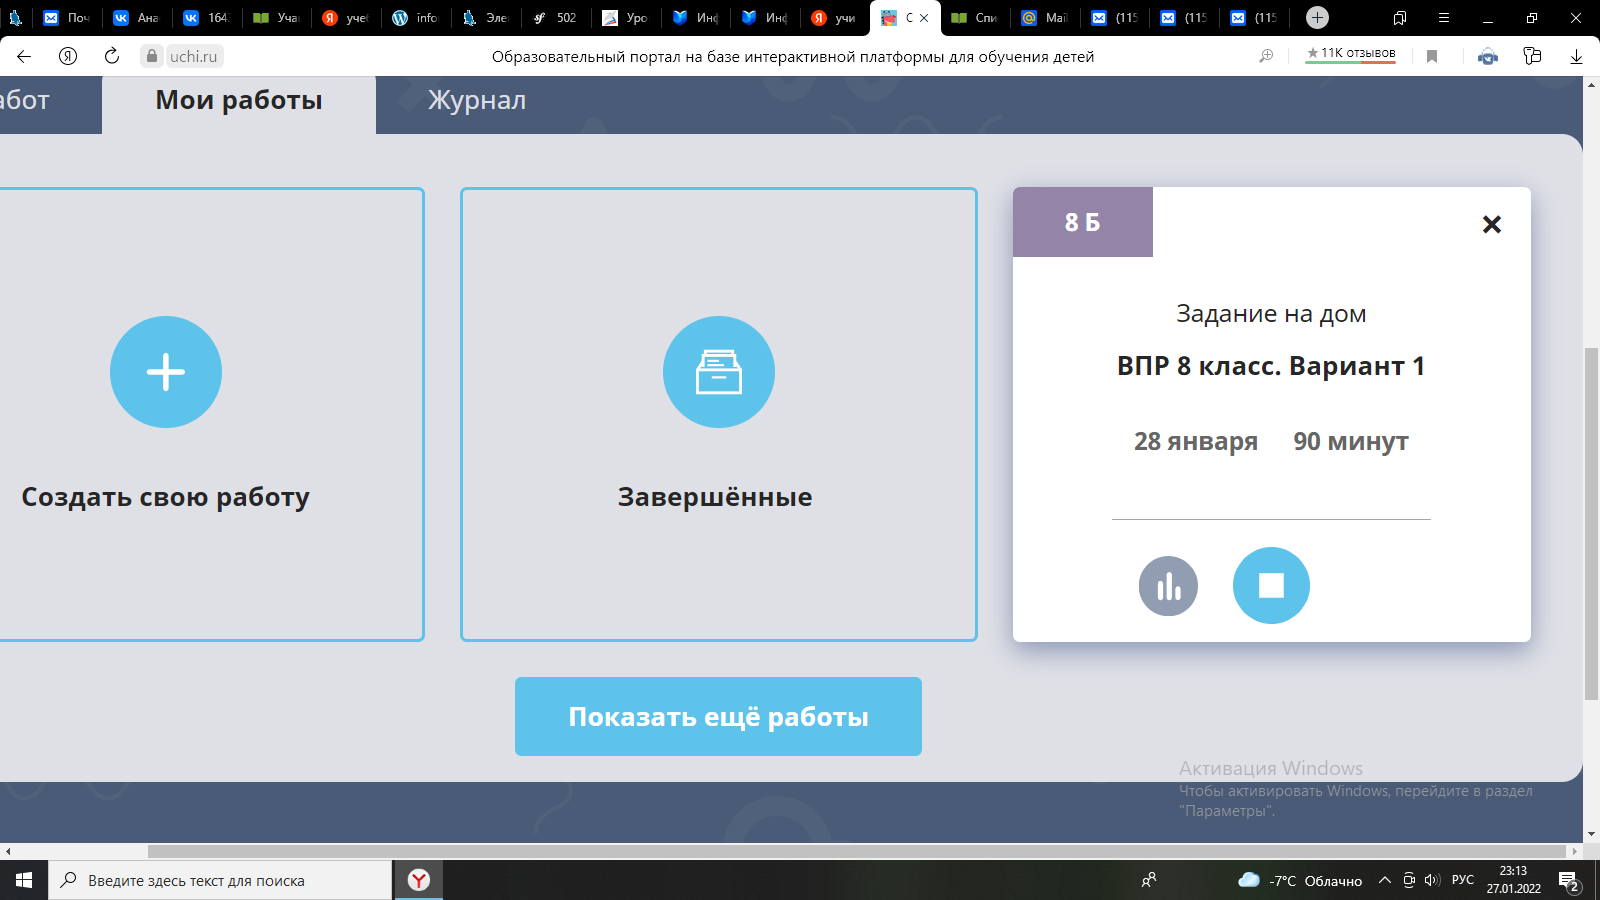 Поч
Ана
164
Уча
уче
info
Эле
502
Уро
Инф
Инф
учи
С
Спи
Mail
(115
(115
(115
uchi.ru
Образовательный портал на базе интерактивной платформы для обучения детей
11К отзывов
абот
Мои работы
Журнал
8 Б
Задание на дом
ВПР 8 класс. Вариант 1
28 января 90 минут
Создать свою работу
Завершённые
Показать ещё работы
Активация Windows
Чтобы активировать Windows, перейдите в раздел
"Параметры".
Введите здесь текст для поиска
-7°C Облачно
РУС
23:13
27.01.2022
2